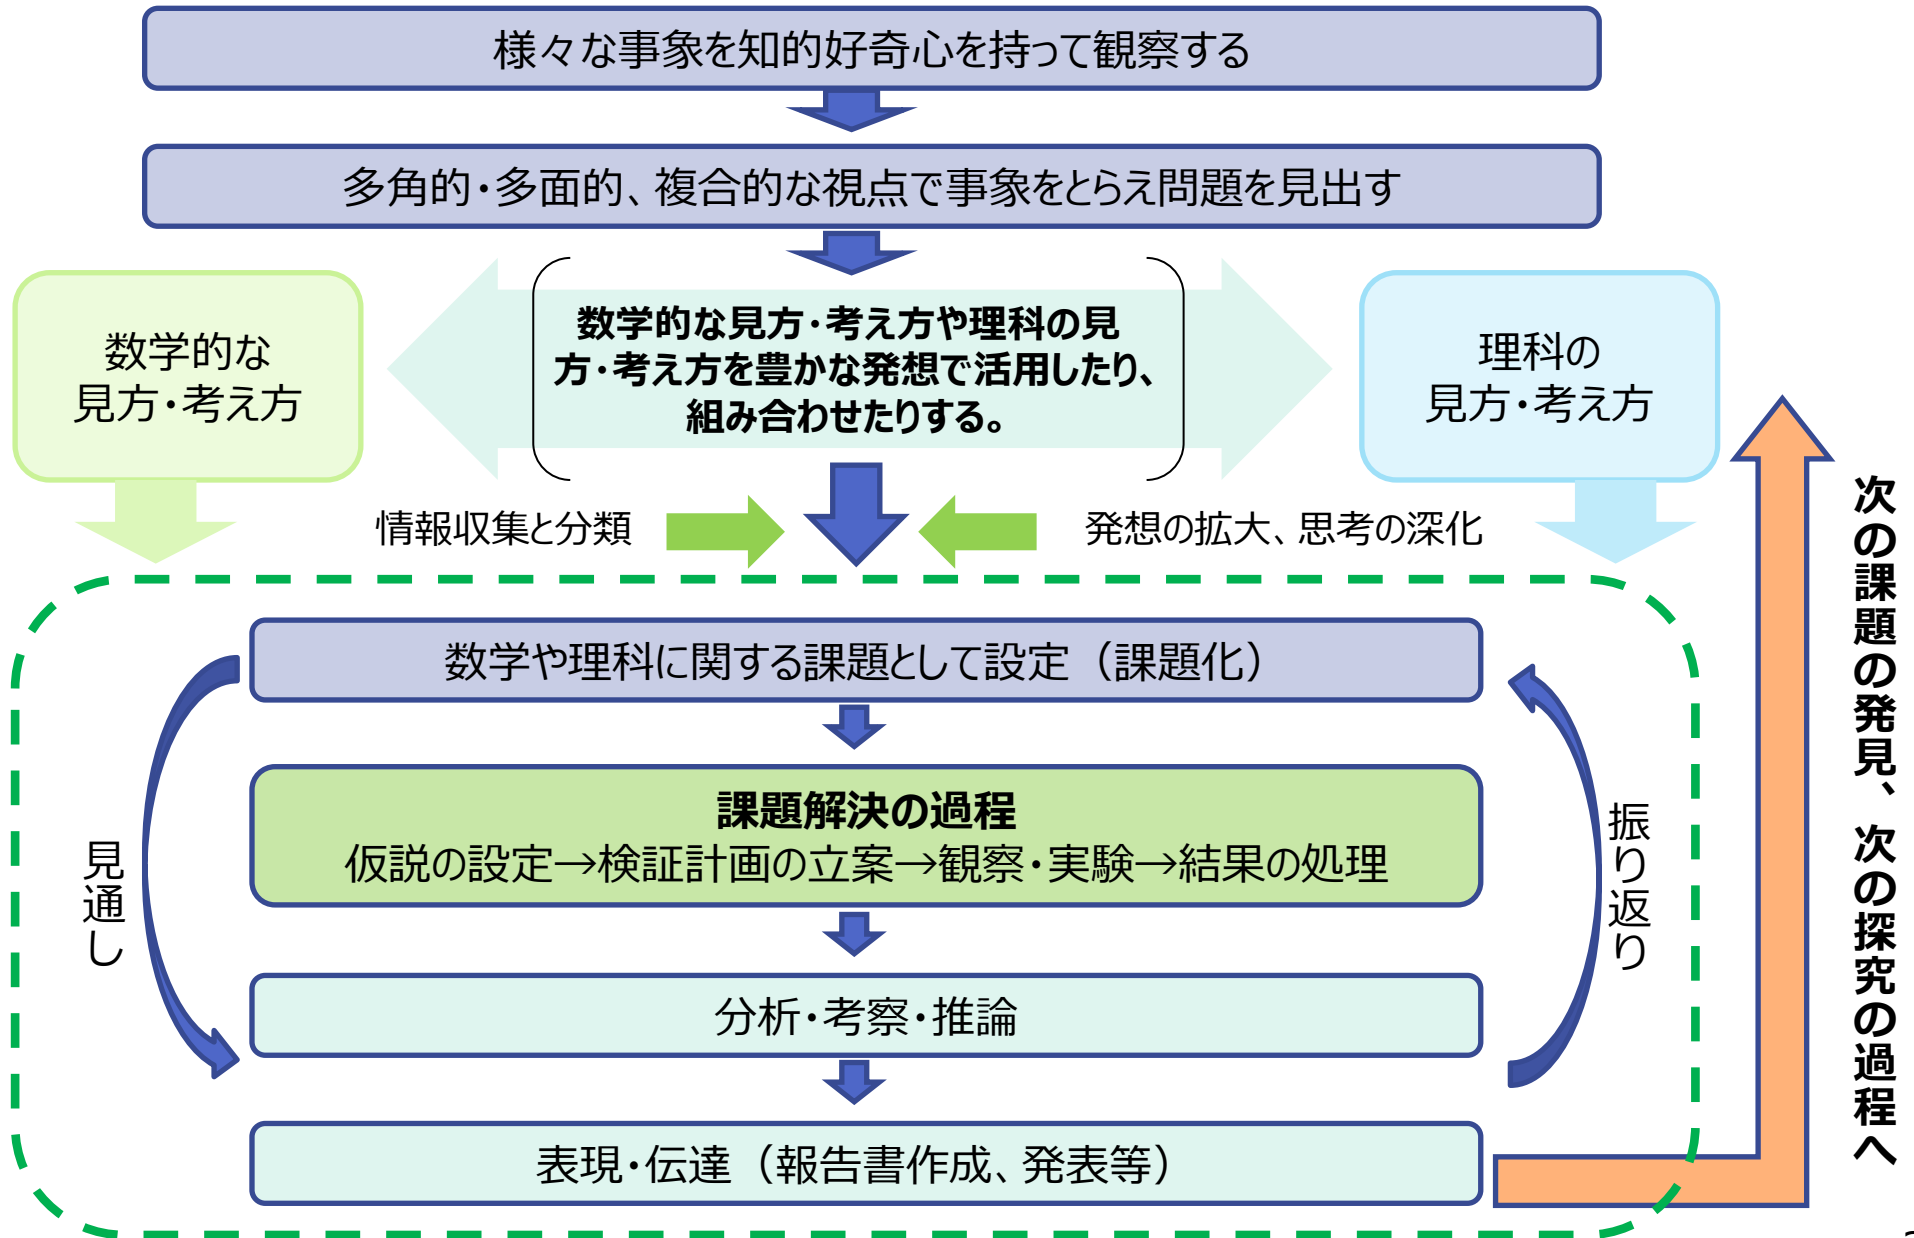 様々な事象を知的好奇心を持って観察する
多角的・多面的、複合的な視点で事象をとらえ問題を見出す
数学的な
見方・考え方
数学的な見方・考え方や理科の見
方・考え方を豊かな発想で活用したり、
組み合わせたりする。
理科の
見方・考え方
情報収集と分類
発想の拡大、思考の深化
数学や理科に関する課題として設定（課題化）
課題解決の過程
仮説の設定→検証計画の立案→観察・実験→結果の処理
分析・考察・推論
表現・伝達（報告書作成、発表等）
見通し
振り返り
次の課題の発見、次の探究の過程へ